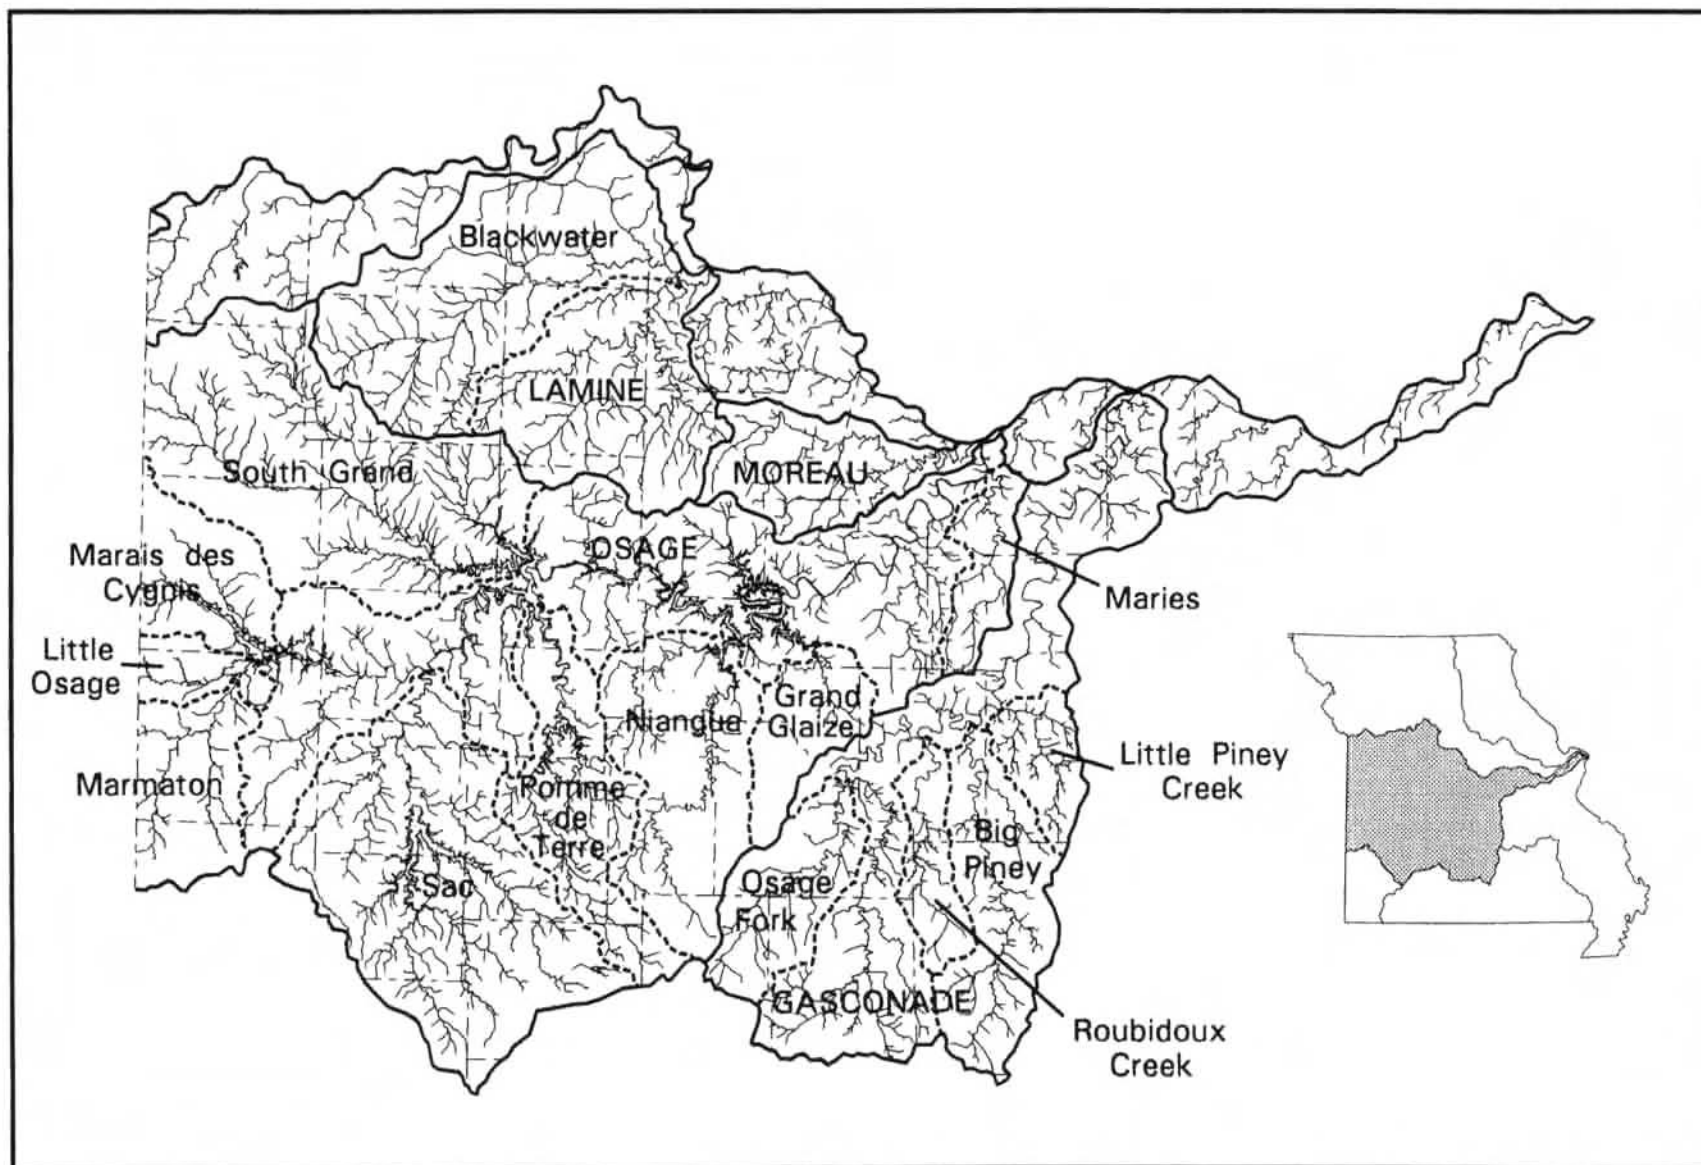 Blackwater
LAMINE
South Grand
MOREAU
OSAGE
Marais des
Cygnis
Maries
Little
Osage
Grand
Glaize
Niangua
Little Piney
Creek
Marmaton
Pomme
de
Terre
Big
Piney
Sac
Osage
Fork
GASCONADE
Roubidoux
Creek